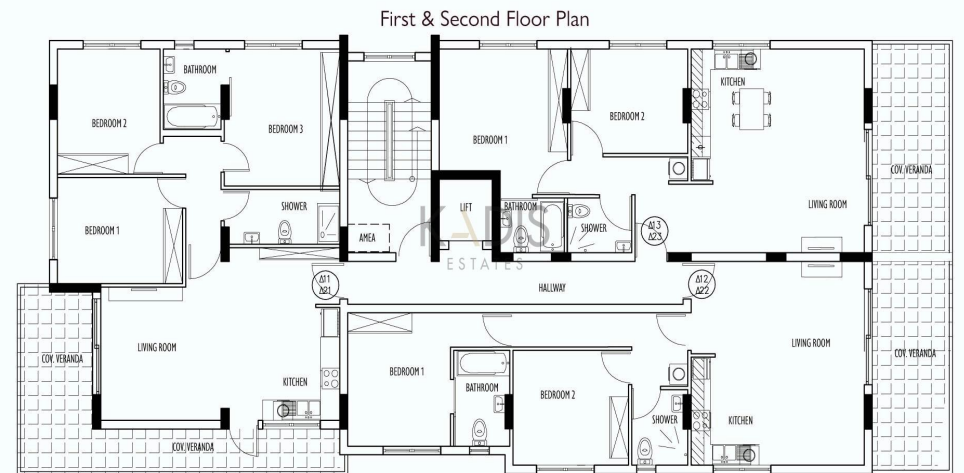 First & Second Floor Plan
BATHROOM
BEDROOM 2
BEDROOM 3
BEDROOM 1
SHOWER
AMEA
LIFT
BEDROOM 1
BEDROOM 2
KITCHEN
COV. VERANDA
LIVING ROOM
BATHROOM
SHOWER
KADIS
ESTATES
Δ13
Δ23
Δ11
Δ21
HALLWAY
Δ12
Δ22
LIVING ROOM
COV. VERANDA
KITCHEN
COV. VERANDA
BEDROOM 1
BATHROOM
BEDROOM 2
SHOWER
KITCHEN
LIVING ROOM
COV. VERANDA